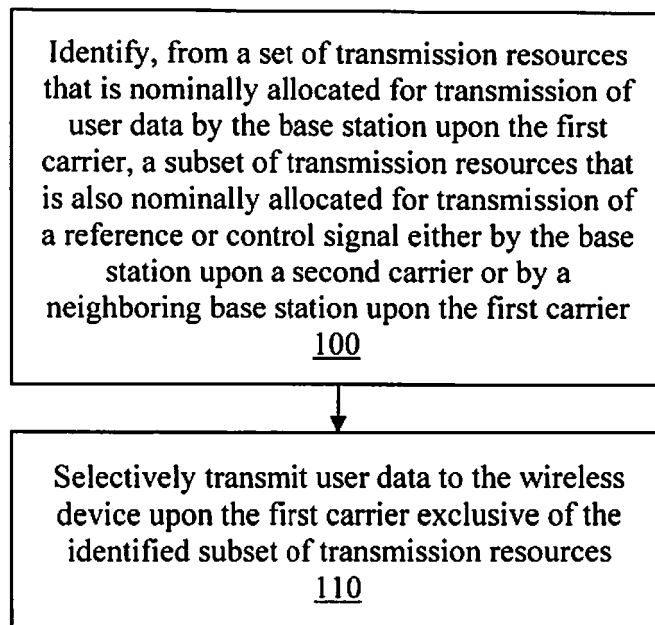 Identify, from a set of transmission resources
that is nominally allocated for transmission of
user data by the base station upon the first
carrier, a subset of transmission resources that
is also nominally allocated for transmission of
a reference or control signal either by the base
station upon a second carrier or by a
neighboring base station upon the first carrier
100
Selectively transmit user data to the wireless
device upon the first carrier exclusive of the
identified subset of transmission resources
110